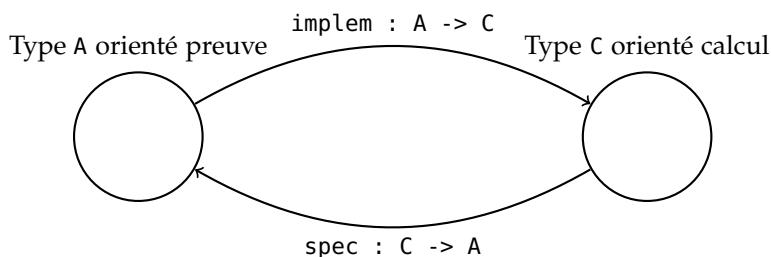 implem : A -> C
Type A orienté preuve
Type C orienté calcul
spec : C -> A